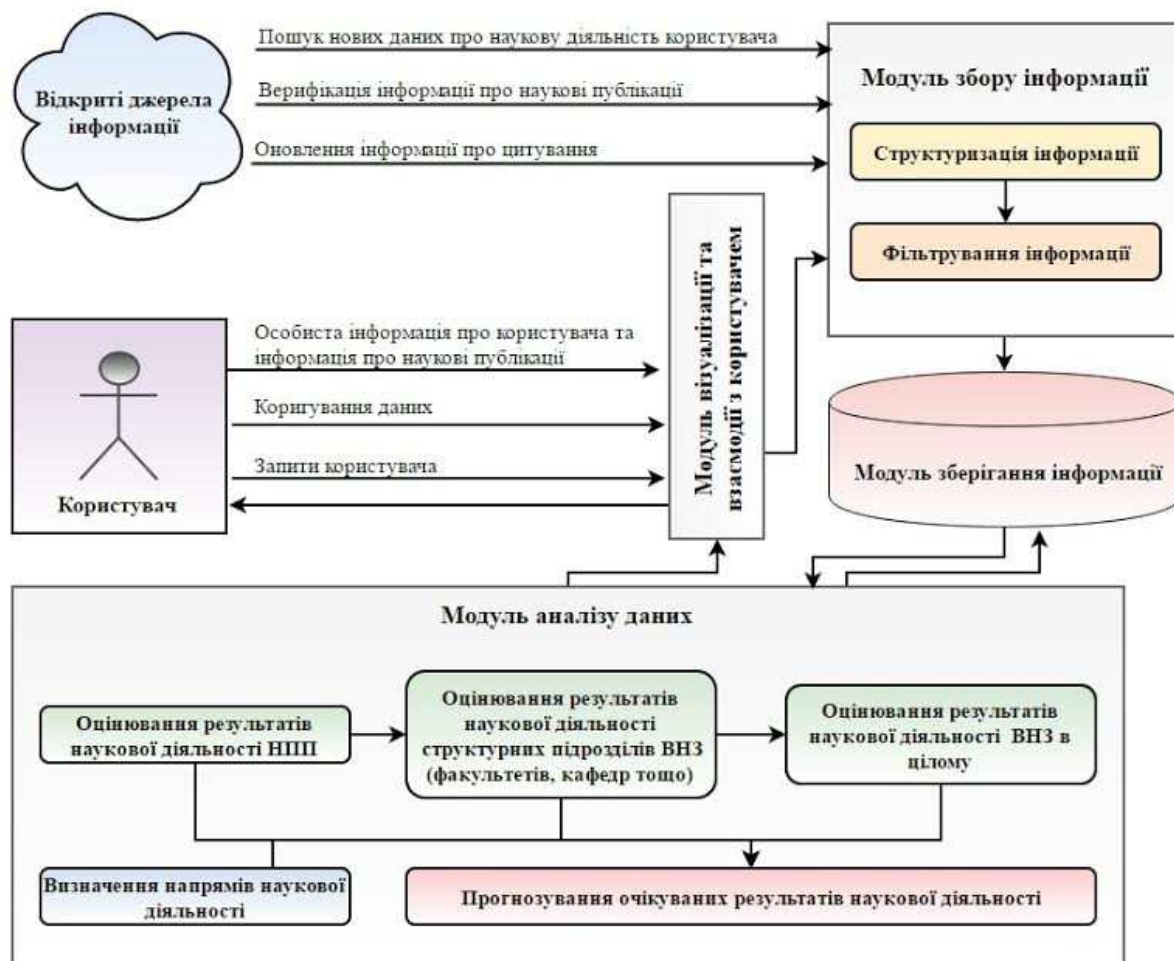 Відкриті джерела
інформації
Пошук нових даних про наукову діяльність користувача
Верифікація інформації про наукові публікації
Оновлення інформації про цитування
Модуль збору інформації
Структуризація інформації
Фільтрування інформації
Модуль візуалізації та
взаємодії з користувачем
Особиста інформація про користувача та
інформація про наукові публікації
Коригування даних
Запити користувача
Користувач
Модуль зберігання інформації
Модуль аналізу даних
Оцінювання результатів
наукової діяльності НПП
Оцінювання результатів
наукової діяльності
структурних підрозділів ВНЗ
(факультетів, кафедр тощо)
Оцінювання результатів
наукової діяльності ВНЗ в
цілому
Визначення напрямів наукової
діяльності
Прогнозування очікуваних результатів наукової діяльності